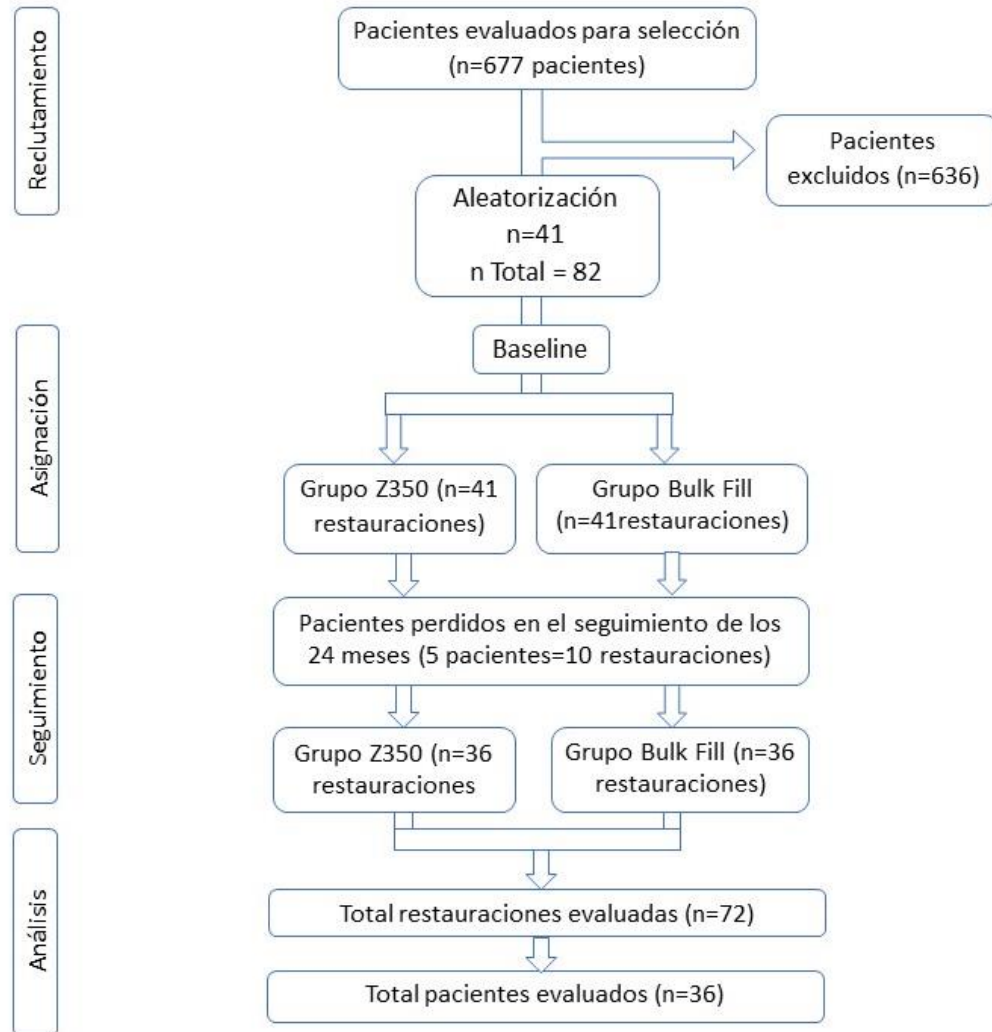 Reclutamiento
Pacientes evaluados para selección
(n=677 pacientes)
Pacientes
excluidos (n=636)
Aleatorización
n=41
n Total = 82
Asignación
Baseline
Grupo Z350 (n=41
restauraciones)
Grupo Bulk Fill
(n=41restauraciones)
Seguimiento
Pacientes perdidos en el seguimiento de los
24 meses (5 pacientes=10 restauraciones)
Grupo Z350 (n=36
restauraciones
Grupo Bulk Fill (n=36
restauraciones)
Análisis
Total restauraciones evaluadas (n=72)
Total pacientes evaluados (n=36)